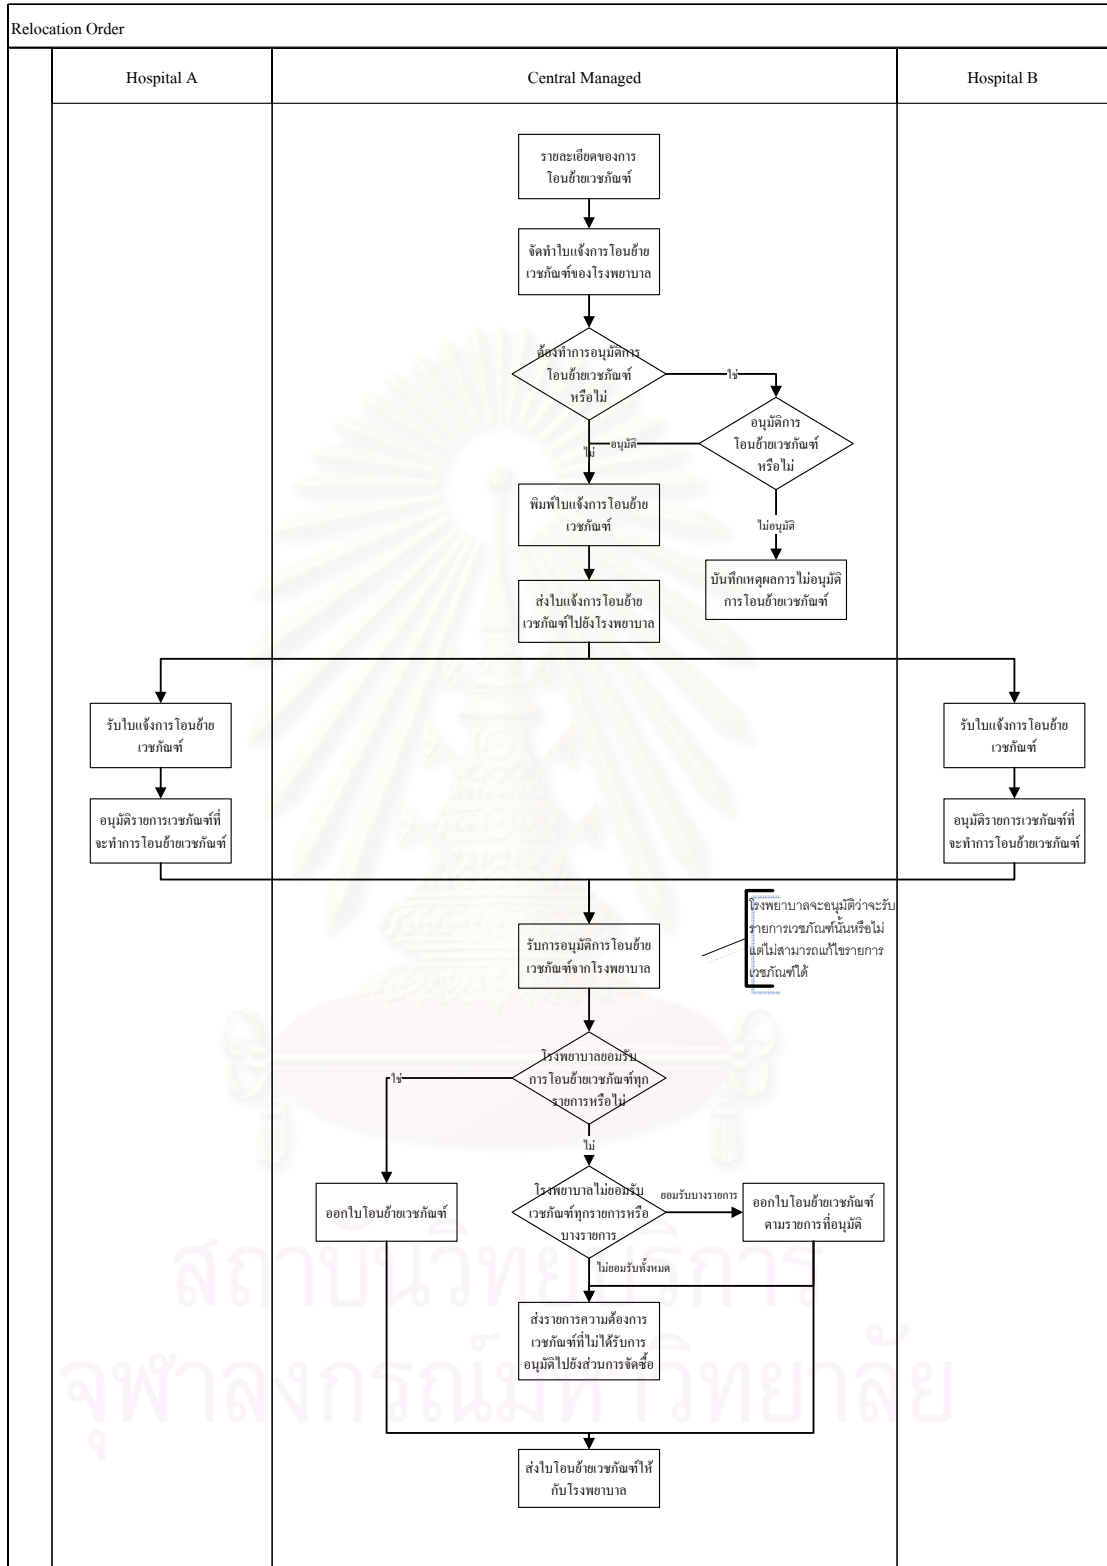 Relocation Order
Hospital A
Central Managed
Hospital B
รายละเอียดของการ
โอนย้ายเวชภัณฑ์
จัดทำใบแจ้งการโอนย้าย
เวชภัณฑ์ของโรงพยาบาล
ต้องทำการอนุมัติการ
โอนย้ายเวชภัณฑ์
หรือไม่
ใช่
อนุมัติการ
โอนย้ายเวชภัณฑ์
หรือไม่
อนุมัติ
ไม่
พิมพ์ใบแจ้งการโอนย้าย
เวชภัณฑ์
ไม่อนุมัติ
บันทึกเหตุผลการไม่อนุมัติ
การโอนย้ายเวชภัณฑ์
ส่งใบแจ้งการโอนย้าย
เวชภัณฑ์ไปยังโรงพยาบาล
รับใบแจ้งการโอนย้าย
เวชภัณฑ์
รับใบแจ้งการโอนย้าย
เวชภัณฑ์
อนุมัติรายการเวชภัณฑ์ที่
จะทำการโอนย้ายเวชภัณฑ์
อนุมัติรายการเวชภัณฑ์ที่
จะทำการโอนย้ายเวชภัณฑ์
โรงพยาบาลจะอนุมัติว่าจะรับ
รายการเวชภัณฑ์นั้นหรือไม่
แต่ไม่สามารถแก้ไขรายการ
เวชภัณฑ์ได้
รับการอนุมัติการโอนย้าย
เวชภัณฑ์จากโรงพยาบาล
โรงพยาบาลยอมรับ
การโอนย้ายเวชภัณฑ์ทุก
รายการหรือไม่
ใช่
ไม่
ออกใบโอนย้ายเวชภัณฑ์
โรงพยาบาลไม่ยอมรับ
เวชภัณฑ์ทุกรายการหรือ
บางรายการ
ยอมรับบางรายการ
ออกใบโอนย้ายเวชภัณฑ์
ตามรายการที่อนุมัติ
ไม่ยอมรับทั้งหมด
ส่งรายการความต้องการ
เวชภัณฑ์ที่ไม่ได้รับการ
อนุมัติไปยังส่วนการจัดซื้อ
ส่งใบโอนย้ายเวชภัณฑ์ให้
กับโรงพยาบาล
สถาบันวิทยบริการ
จุฬาลงกรณ์มหาวิทยาลัย